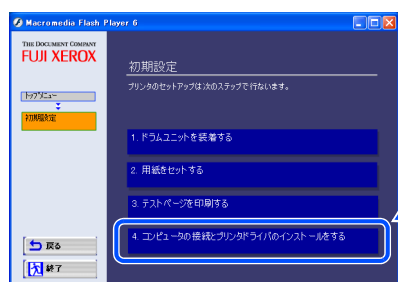 Macromedia Flash Player 6
THE DOCUMENT COMPANY
FUJI XEROX
トップメニュー
初期設定
初期設定
プリンタのセットアップは次のステップで行ないます。
1. ドラムユニットを装着する
2. 用紙をセットする
3. テストページを印刷する
4. コンピュータの接続とプリンタドライバのインストールをする
戻る
終了